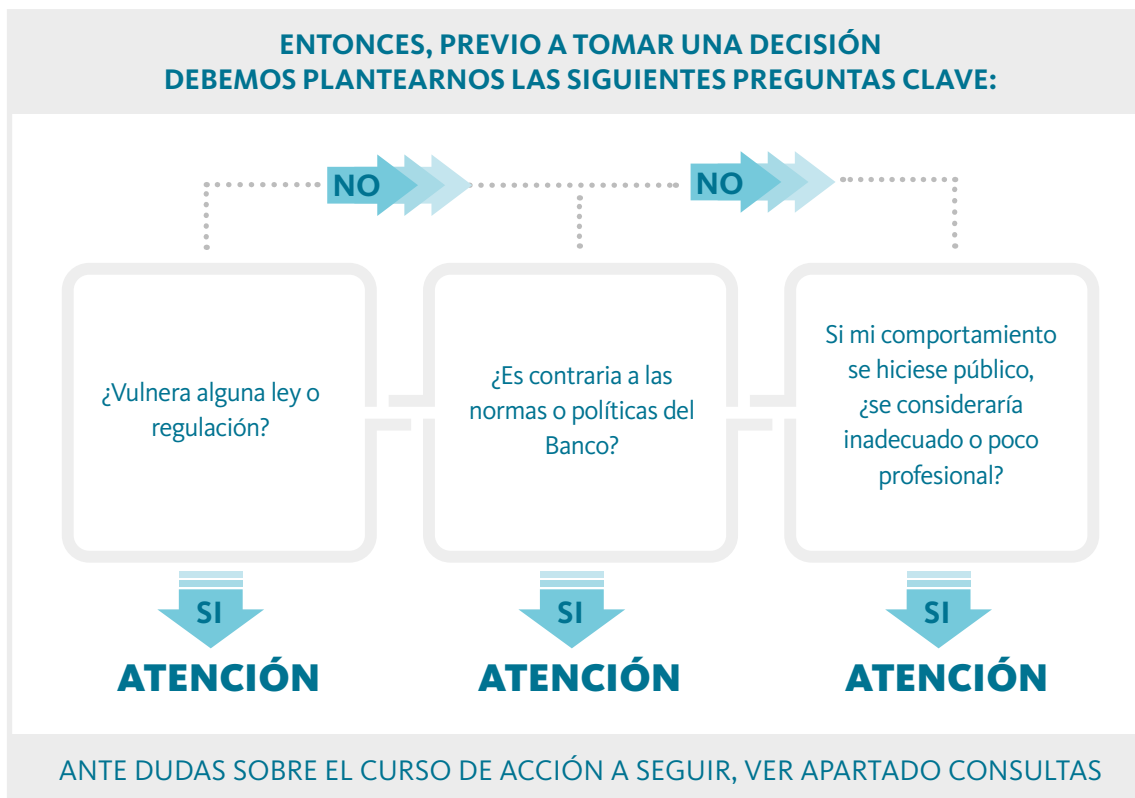 ENTONCES, PREVIO A TOMAR UNA DECISIÓN
DEBEMOS PLANTEARNOS LAS SIGUIENTES PREGUNTAS CLAVE:
NO
NO
¿Vulnera alguna ley o
regulación?
¿Es contraria a las
normas o políticas del
Banco?
Si mi comportamiento
se hiciese público,
¿se consideraría
inadecuado o poco
profesional?
SI
SI
SI
ATENCIÓN
ATENCIÓN
ATENCIÓN
ANTE DUDAS SOBRE EL CURSO DE ACCIÓN A SEGUIR, VER APARTADO CONSULTAS